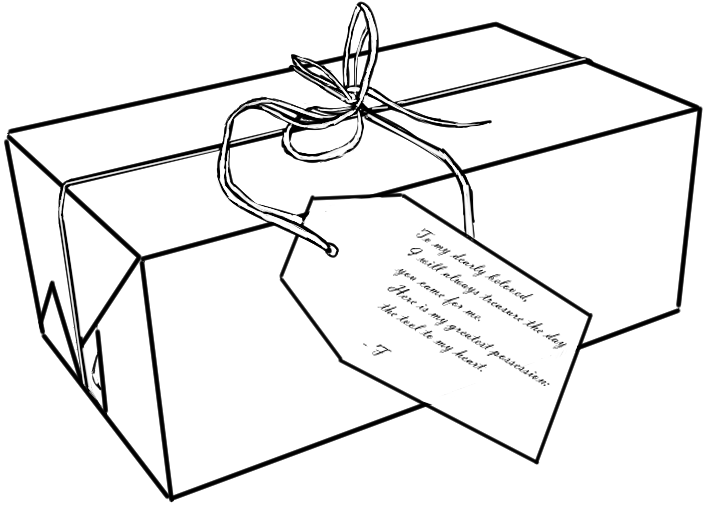 To my dearly beloved,
I will always treasure the day
you came for me.
Here is my greatest possession:
the tool to my heart.
- T